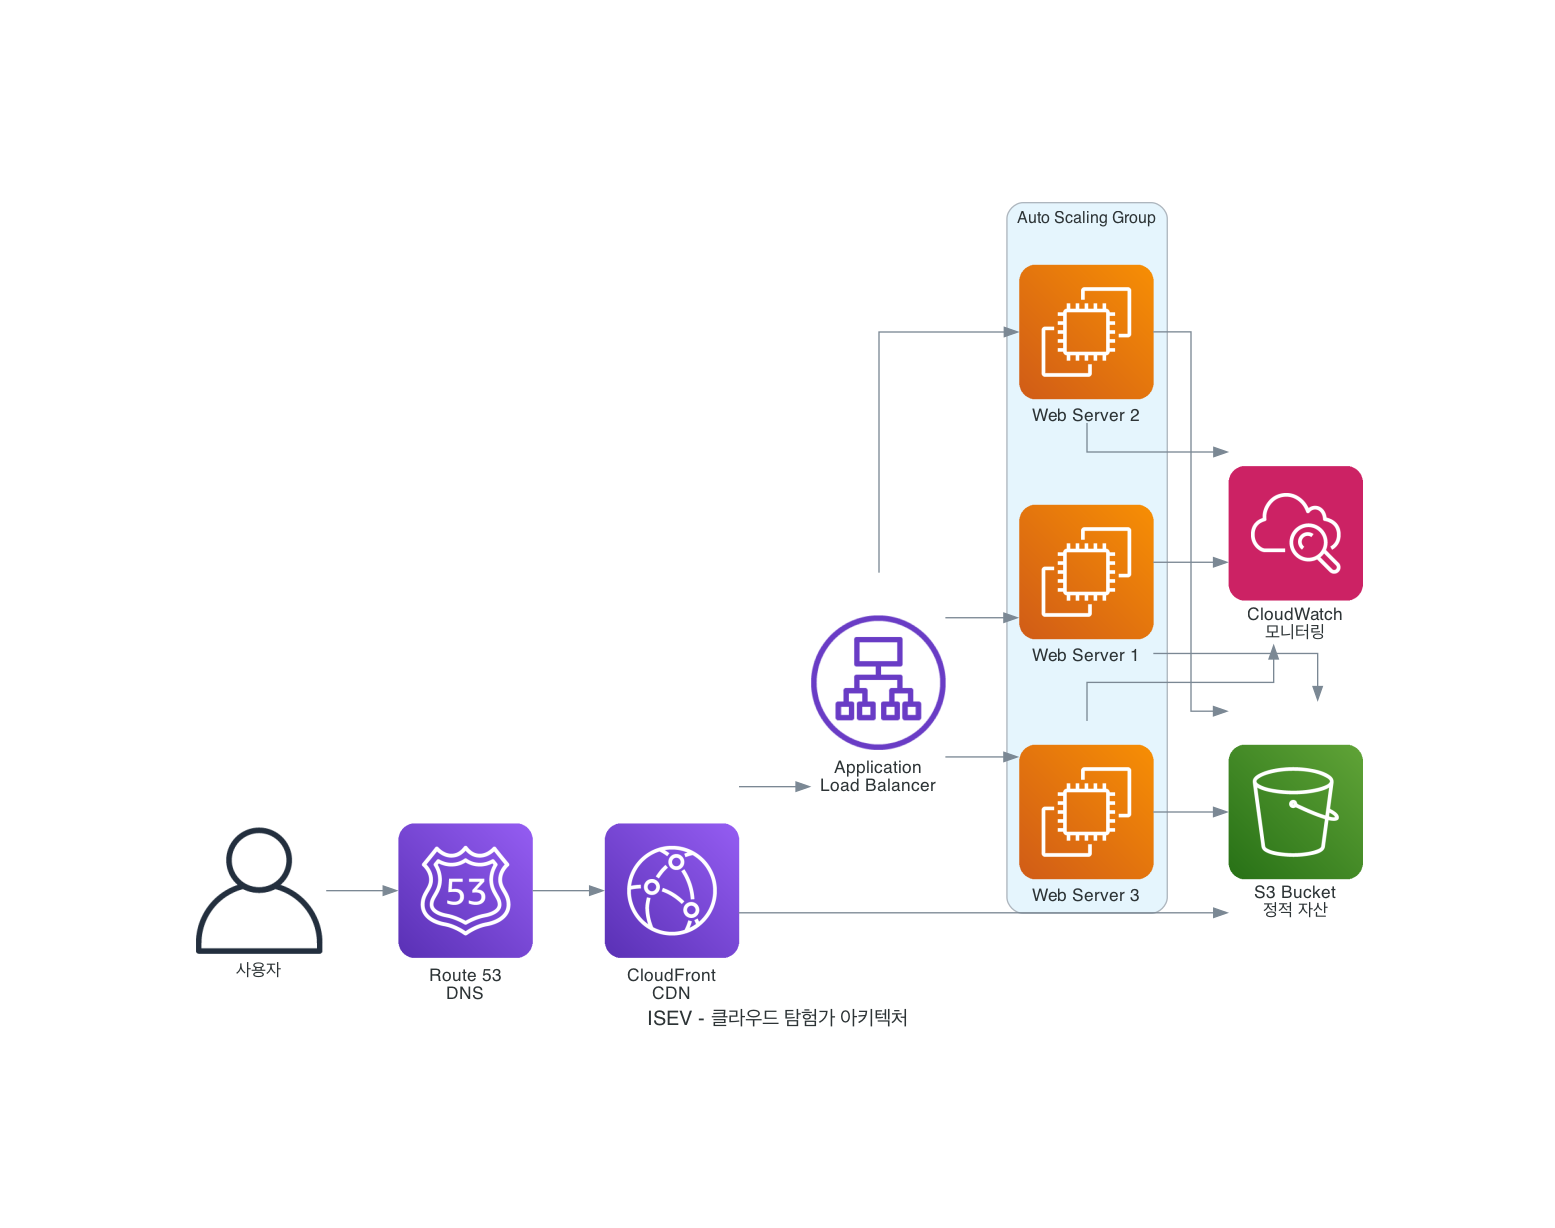 Auto Scaling Group
Web Server 2
CloudWatch
모니터링
Web Server 1
Application
Load Balancer
53
Web Server 3
S3 Bucket
정적 자산
사용자
Route 53
DNS
CloudFront
CDN
ISEV - 클라우드 탐험가 아키텍처